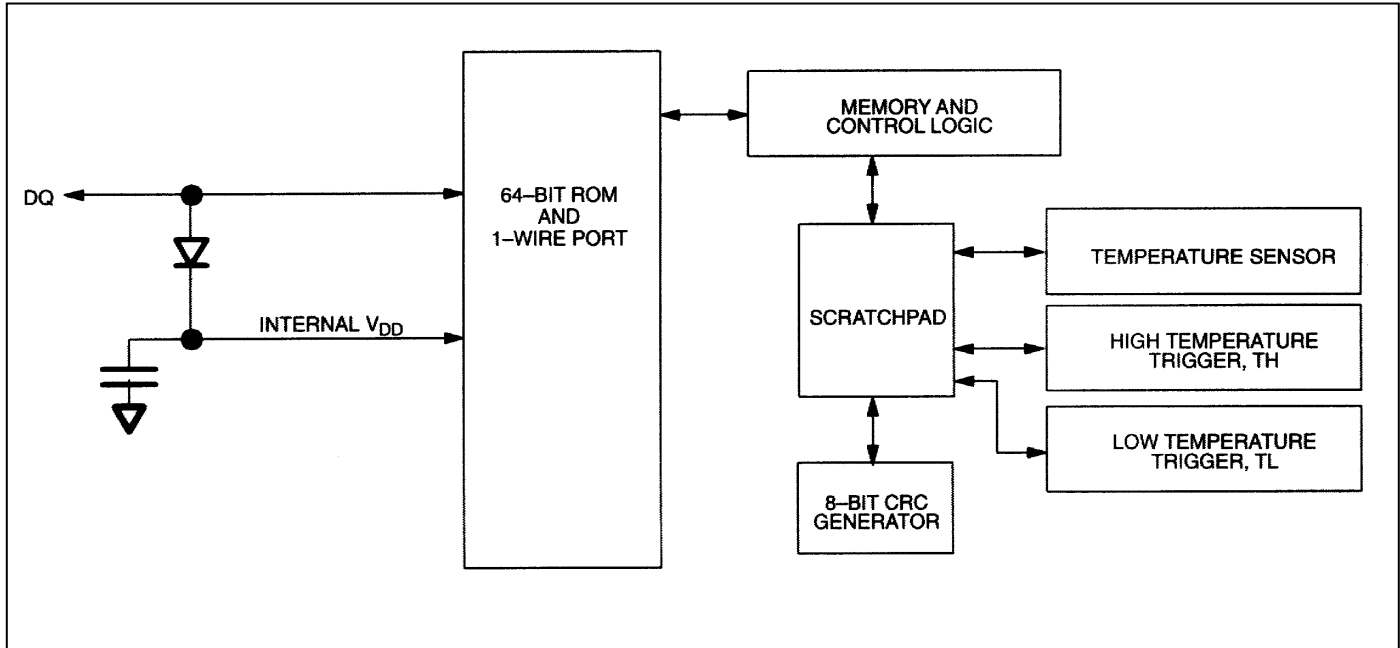 DQ
INTERNAL VDD
64–BIT ROM
AND
1–WIRE PORT
MEMORY AND
CONTROL LOGIC
SCRATCHPAD
8–BIT CRC
GENERATOR
TEMPERATURE SENSOR
HIGH TEMPERATURE
TRIGGER, TH
LOW TEMPERATURE
TRIGGER, TL